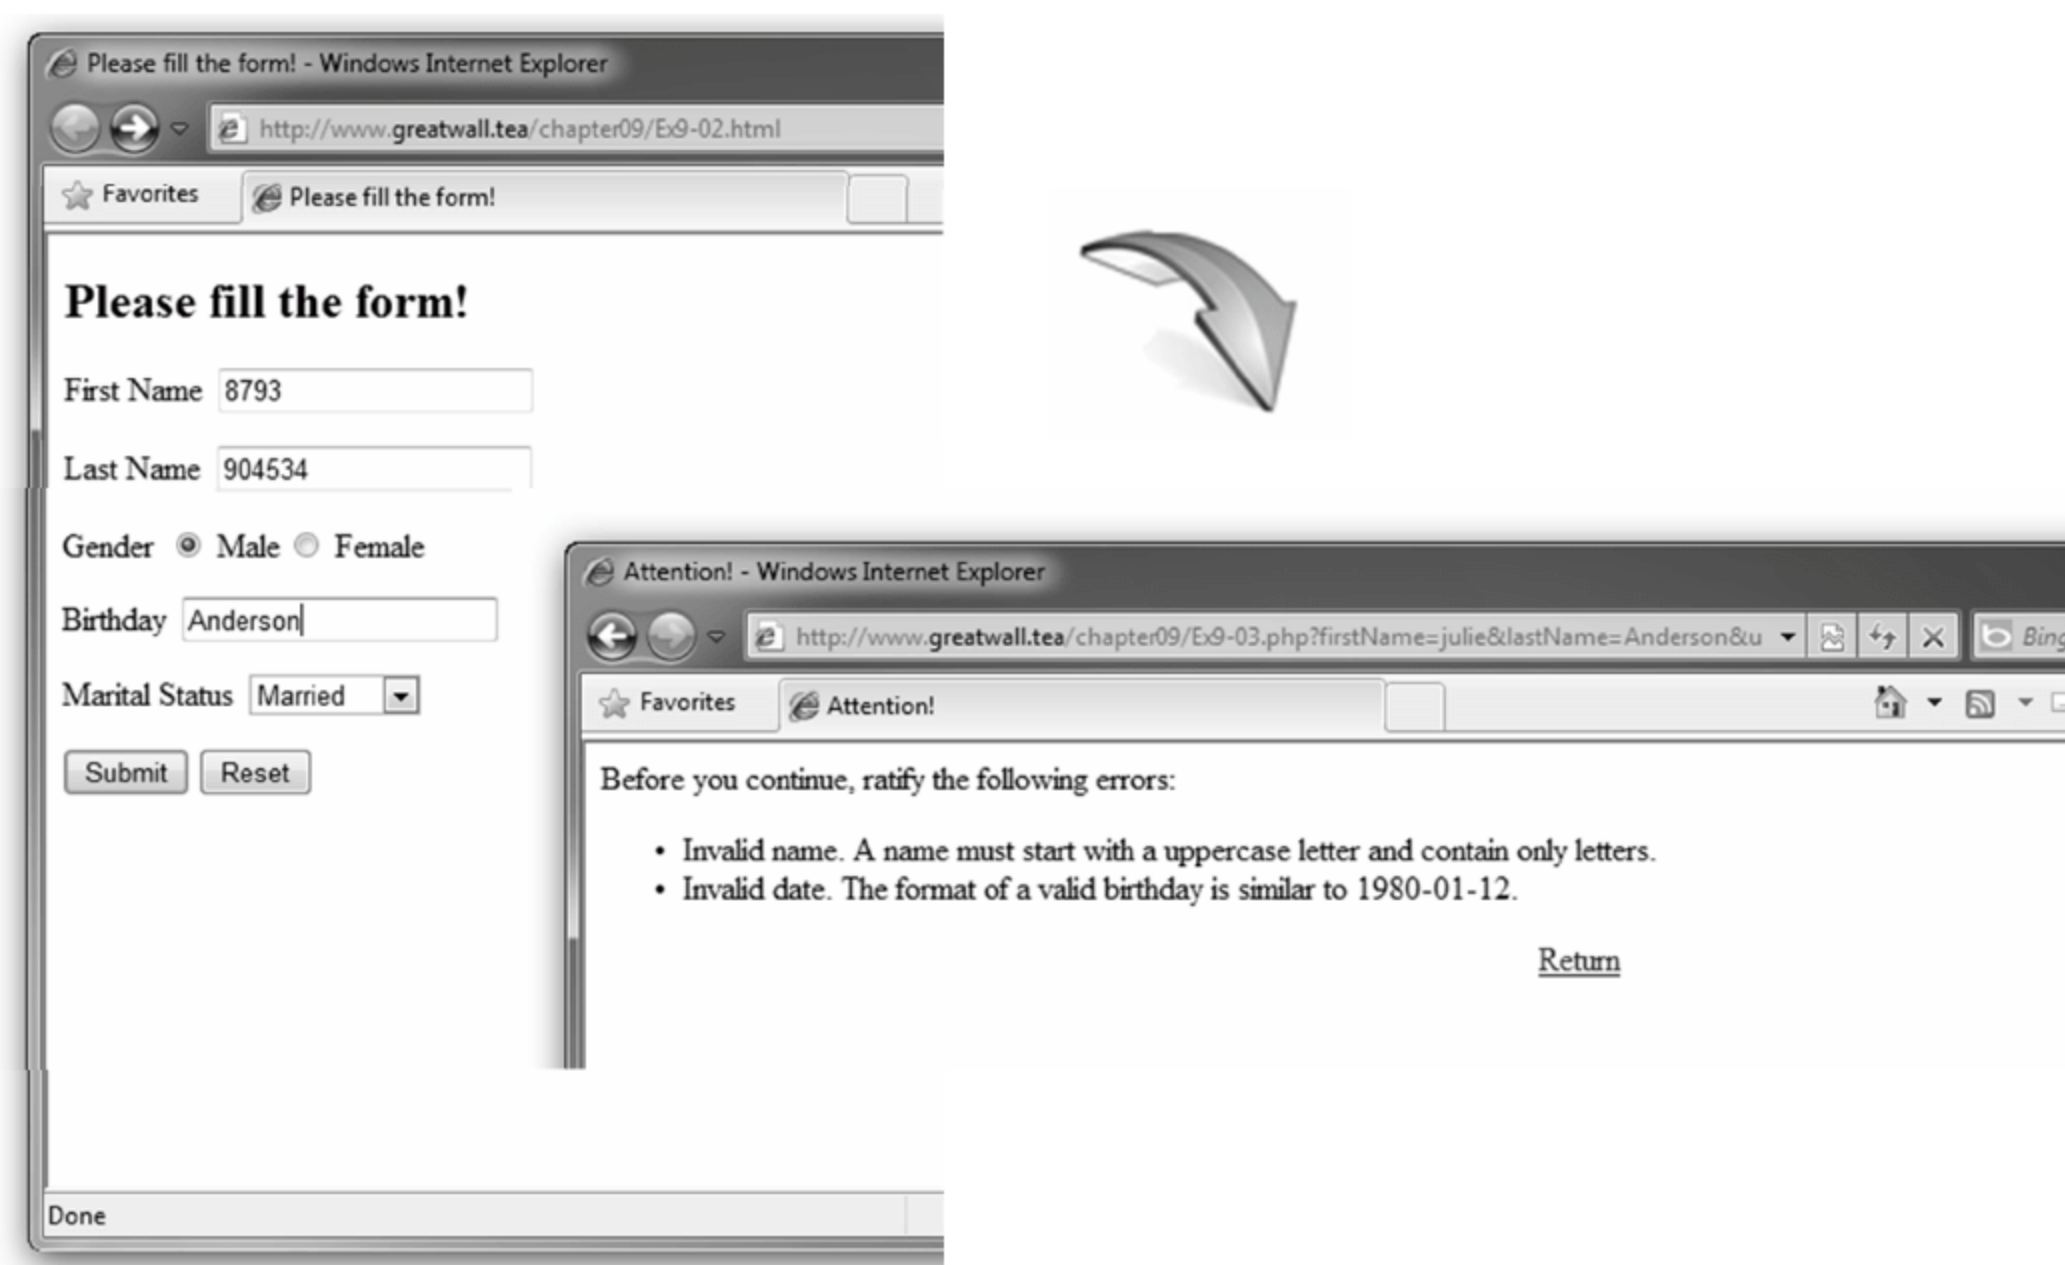 Please fill the form! - Windows Internet Explorer
http://www.greatwall.tea/chapter09/Ex9-02.html
Favorites
Please fill the form!
Please fill the form!
First Name 8793
Last Name 904534
Gender Male Female
Birthday Anderson
Marital Status Married
Submit Reset
Done
Attention! - Windows Internet Explorer
http://www.greatwall.tea/chapter09/Ex9-03.php?firstName=julie&lastName=Anderson&u
Bing
Favorites
Attention!
Before you continue, ratify the following errors:
• Invalid name. A name must start with a uppercase letter and contain only letters.
• Invalid date. The format of a valid birthday is similar to 1980-01-12.
Return